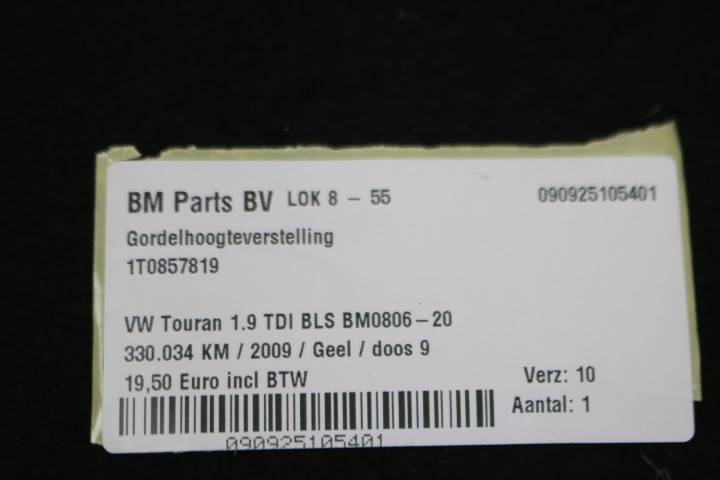 BM Parts BV LOK 8 - 55 090925105401
Gordelhoogteverstelling
1T0857819
VW Touran 1.9 TDI BLS BM0806-20
330.034 KM / 2009 / Geel / doos 9
19,50 Euro incl BTW Verz: 10
Aantal: 1
090925105401